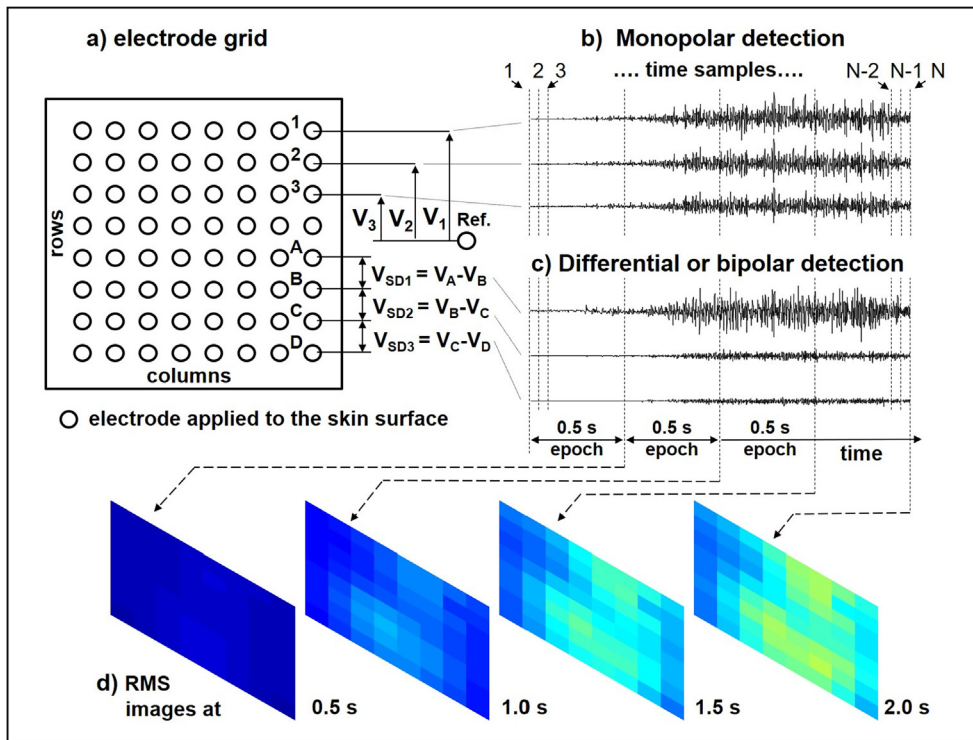 a) electrode grid
b) Monopolar detection
1 2 3 .... time samples.... N-2 N-1 N
1
2
3
A
B
C
D
rows
columns
V3 V2 V1 Ref.
VSD1 = VA-VB
VSD2 = VB-VC
VSD3 = VC-VD
c) Differential or bipolar detection
electrode applied to the skin surface
0.5 s epoch
0.5 s epoch
0.5 s epoch
time
d) RMS
images at
0.5 s 1.0 s 1.5 s 2.0 s